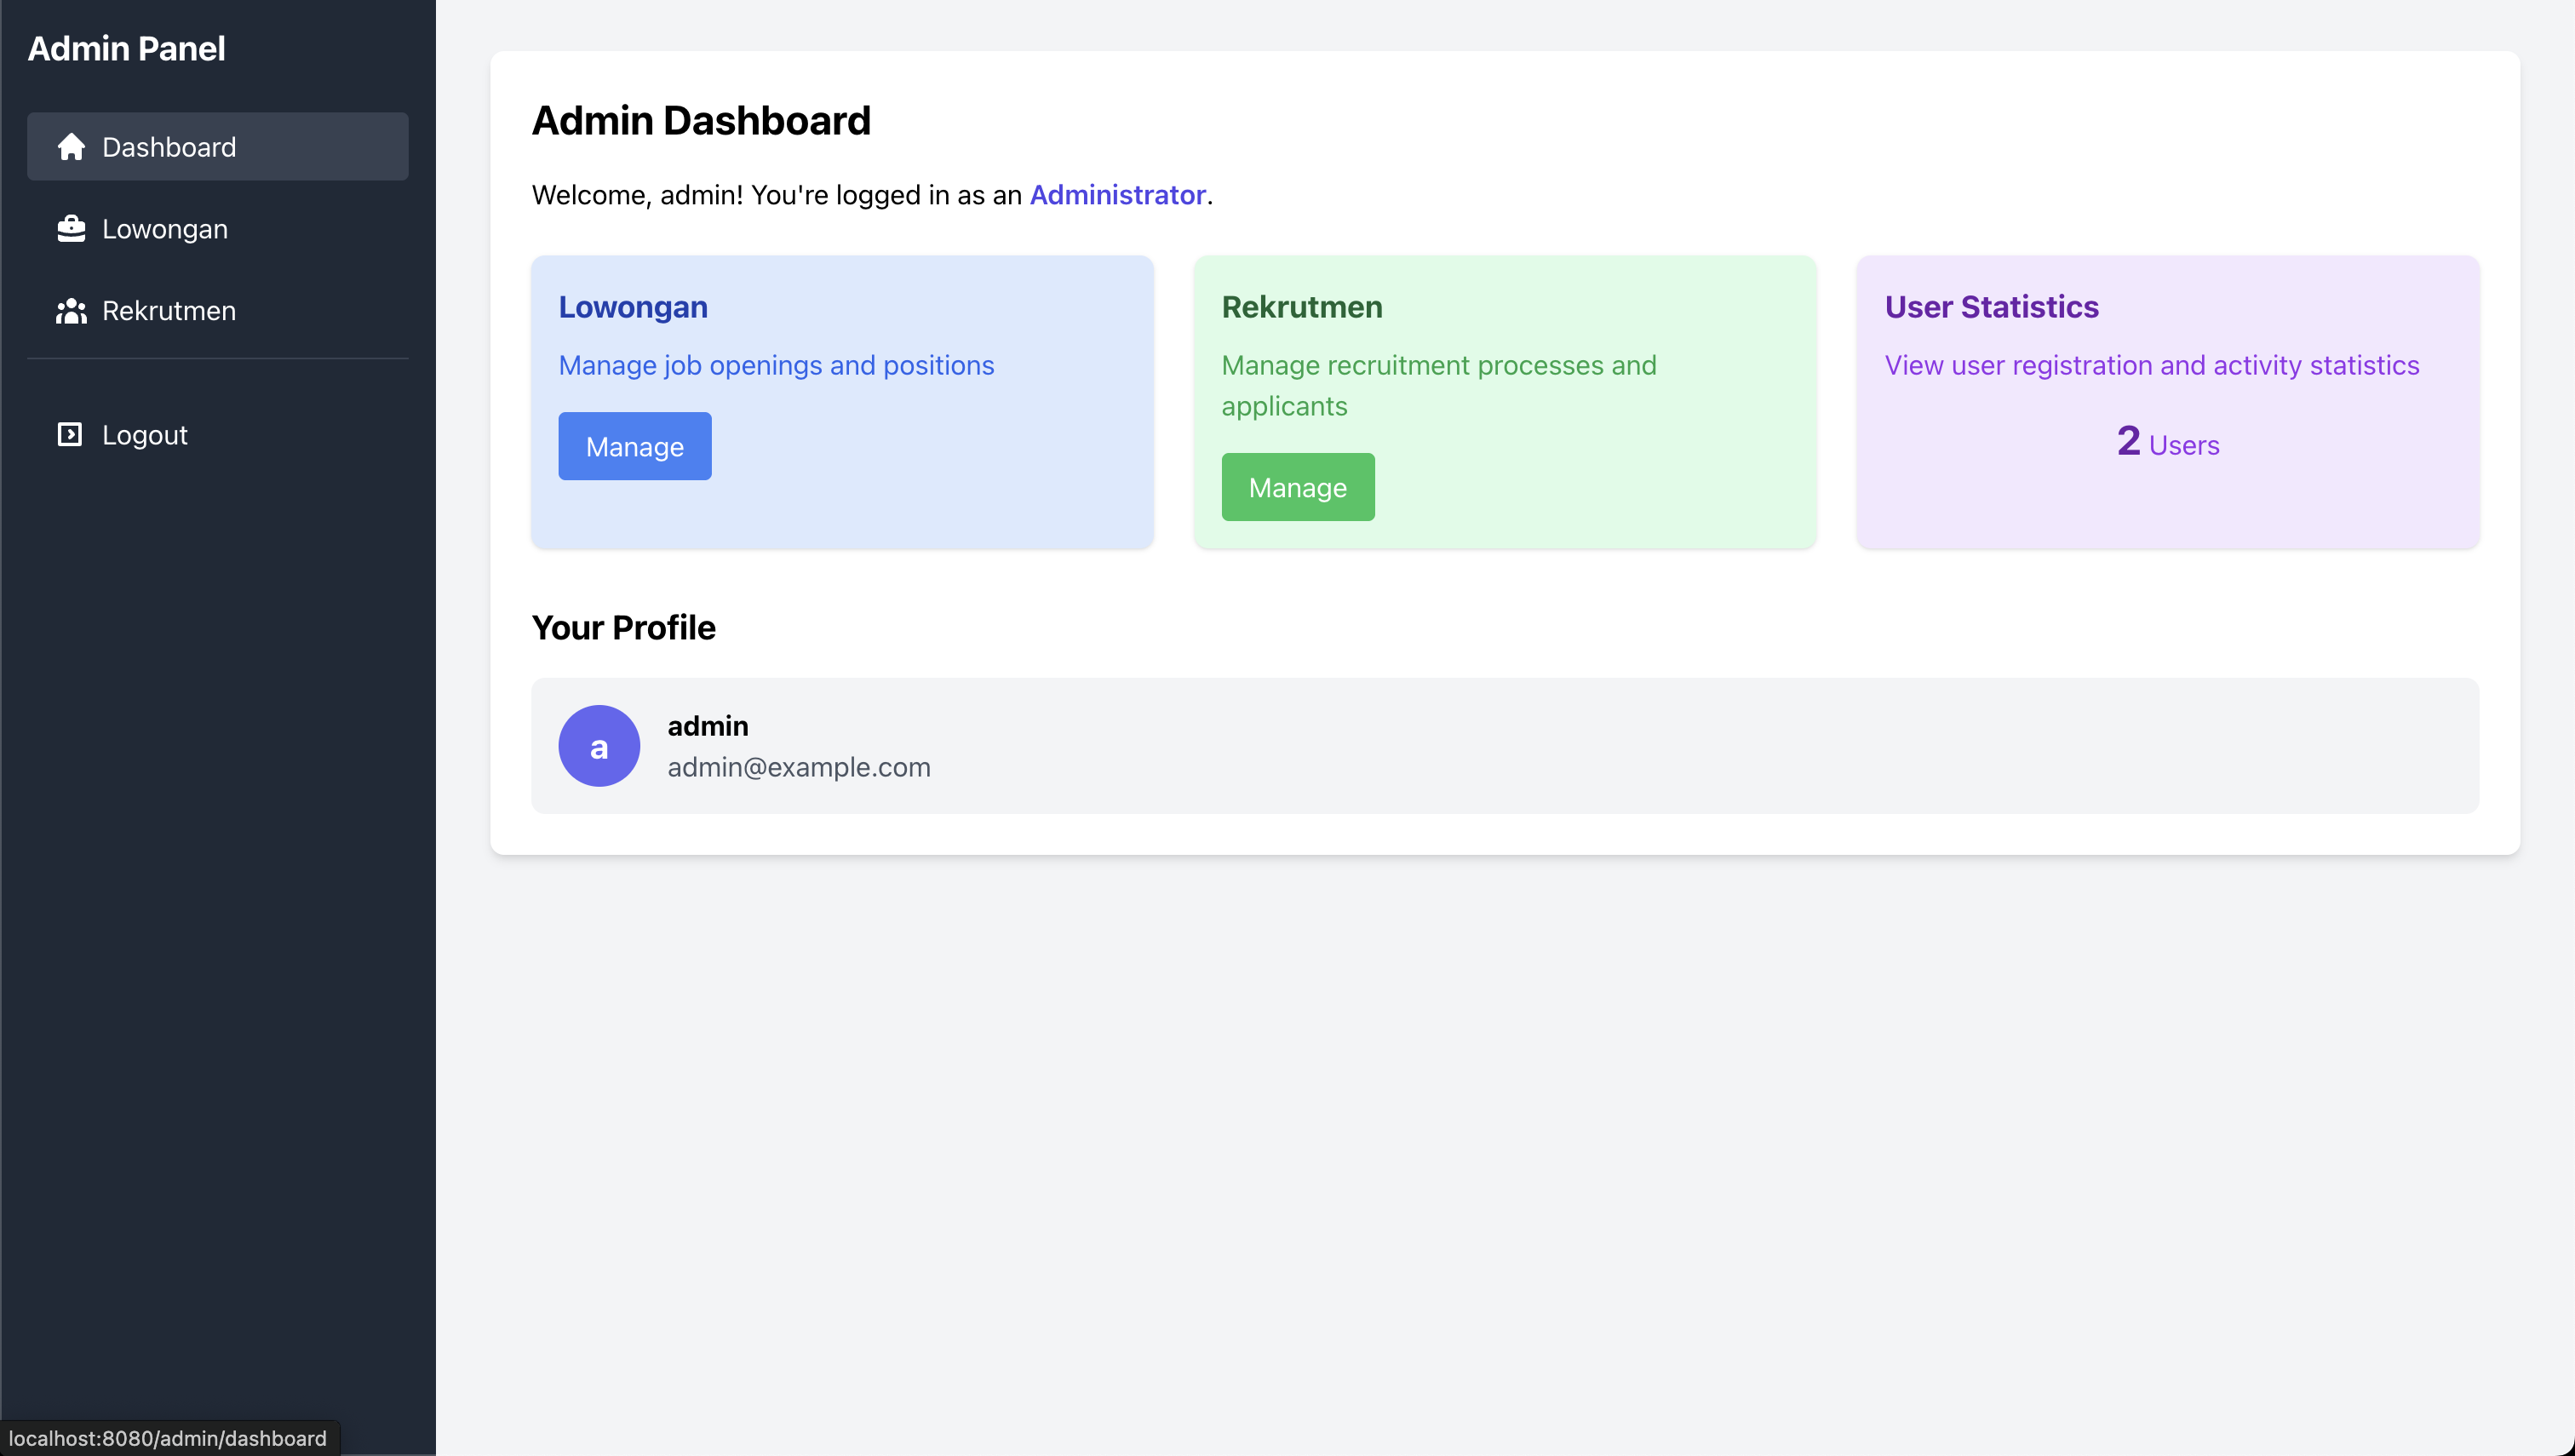 Admin Panel
Dashboard
Lowongan
Rekrutmen
Logout
Admin Dashboard
Welcome, admin! You're logged in as an Administrator.
Lowongan
Manage job openings and positions
Manage
Rekrutmen
Manage recruitment processes and
applicants
Manage
User Statistics
View user registration and activity statistics
2 Users
Your Profile
a
admin
admin@example.com
localhost:8080/admin/dashboard